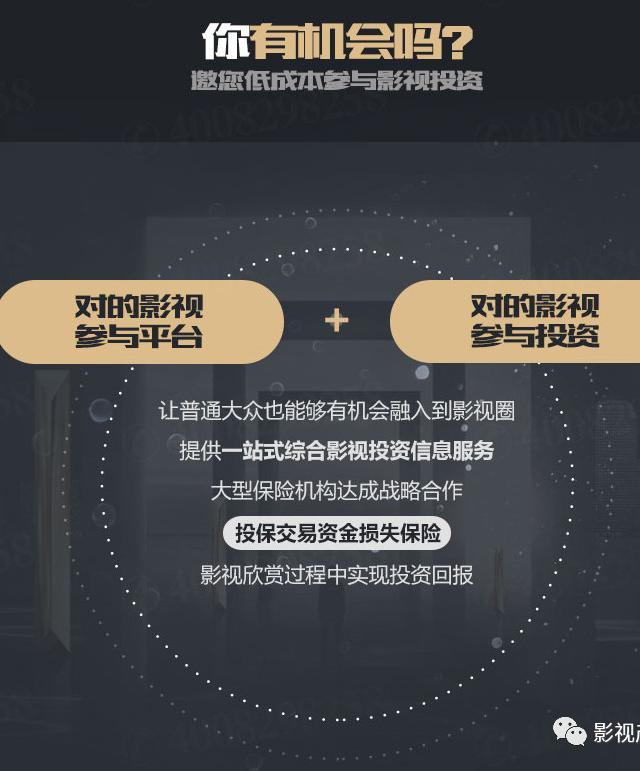 你有机会吗?
邀您低成本参与影视投资
4008298258
对的影视
参与平台
+
对的影视
参与投资
让普通大众也能够有机会融入到影视圈
提供一站式综合影视投资信息服务
大型保险机构达成战略合作
投保交易资金损失保险
影视欣赏过程中实现投资回报
影视